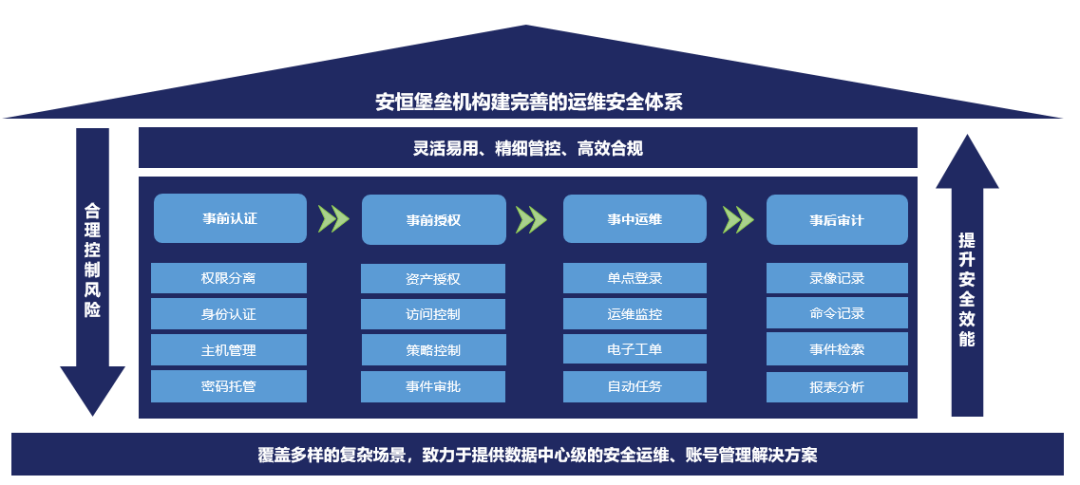 安恒堡垒机构建完善的运维安全体系
灵活易用、精细管控、高效合规
合理控制风险
事前认证
权限分离
身份认证
主机管理
密码托管
事前授权
资产授权
访问控制
策略控制
事件审批
事中运维
单点登录
运维监控
电子工单
自动任务
事后审计
录像记录
命令记录
事件检索
报表分析
提升安全效能
覆盖多样的复杂场景，致力于提供数据中心级的安全运维、账号管理解决方案